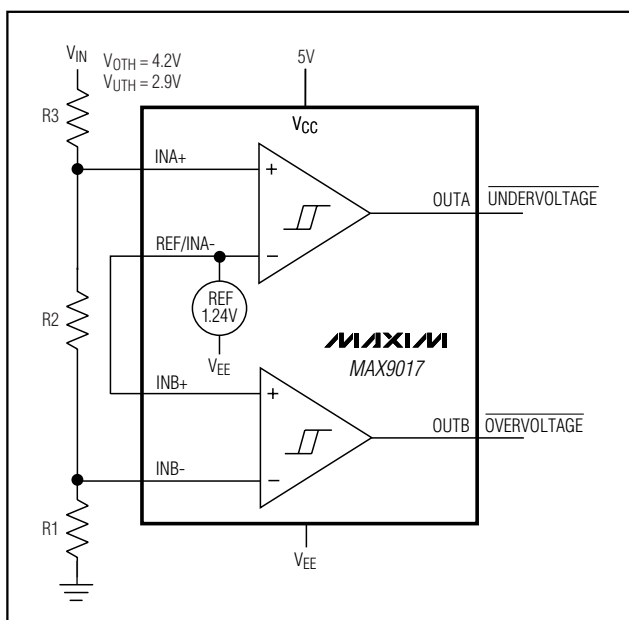 VIN
VOTH = 4.2V
VUTH = 2.9V
5V
R3
VCC
INA+
+
OUTA
UNDERVOLTAGE
REF/INA-
−
REF
1.24V
R2
VEE
MAXIM
MAX9017
INB+
+
OUTB
OVERVOLTAGE
INB-
−
R1
VEE